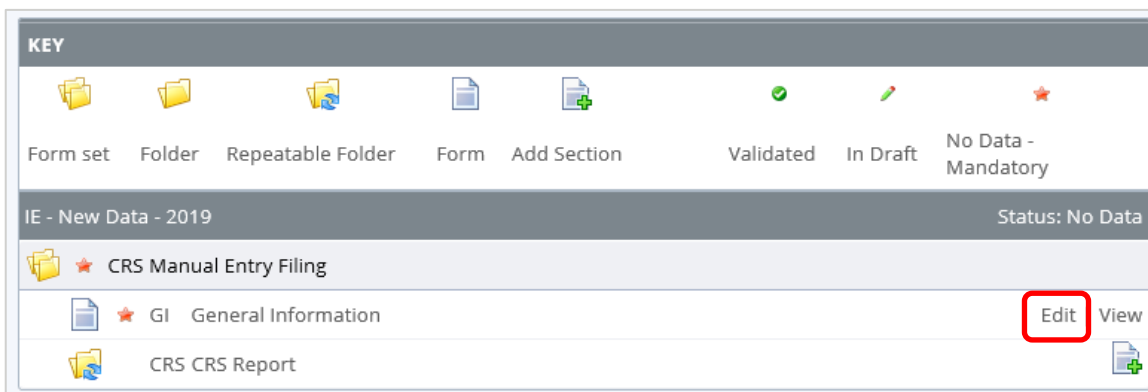 KEY
Form set Folder Repeatable Folder Form Add Section Validated In Draft No Data -
Mandatory
IE - New Data - 2019 Status: No Data
CRS Manual Entry Filing
GI General Information Edit View
CRS CRS Report